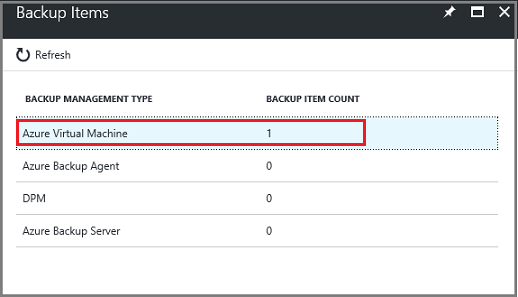 Backup Items
Refresh
BACKUP MANAGEMENT TYPE BACKUP ITEM COUNT
Azure Virtual Machine 1
Azure Backup Agent 0
DPM 0
Azure Backup Server 0